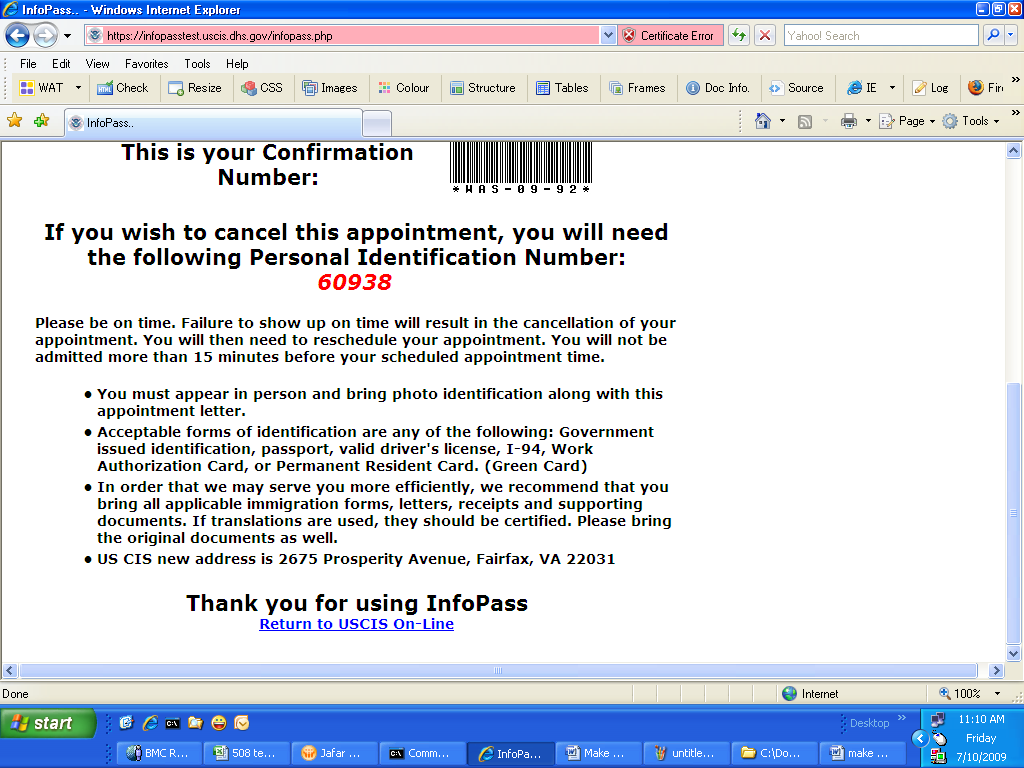 InfoPass.. - Windows Internet Explorer
https://infopasstest.uscis.dhs.gov/infopass.php
Certificate Error
Yahoo! Search
File Edit View Favorites Tools Help
WAT Check Resize CSS Images Colour Structure Tables Frames Doc Info. Source IE Log Fir
InfoPass..
Page Tools
This is your Confirmation
Number:
*WAS-09-92*
If you wish to cancel this appointment, you will need
the following Personal Identification Number:
60938
Please be on time. Failure to show up on time will result in the cancellation of your
appointment. You will then need to reschedule your appointment. You will not be
admitted more than 15 minutes before your scheduled appointment time.
● You must appear in person and bring photo identification along with this
appointment letter.
● Acceptable forms of identification are any of the following: Government
issued identification, passport, valid driver's license, I-94, Work
Authorization Card, or Permanent Resident Card. (Green Card)
● In order that we may serve you more efficiently, we recommend that you
bring all applicable immigration forms, letters, receipts and supporting
documents. If translations are used, they should be certified. Please bring
the original documents as well.
● US CIS new address is 2675 Prosperity Avenue, Fairfax, VA 22031
Thank you for using InfoPass
Return to USCIS On-Line
Done
Internet
100%
start
Desktop
11:10 AM
Friday
7/10/2009
BMC R... 508 te... Jafar ... Comm... InfoPa... Make ... untitle... C:\Do... make ...